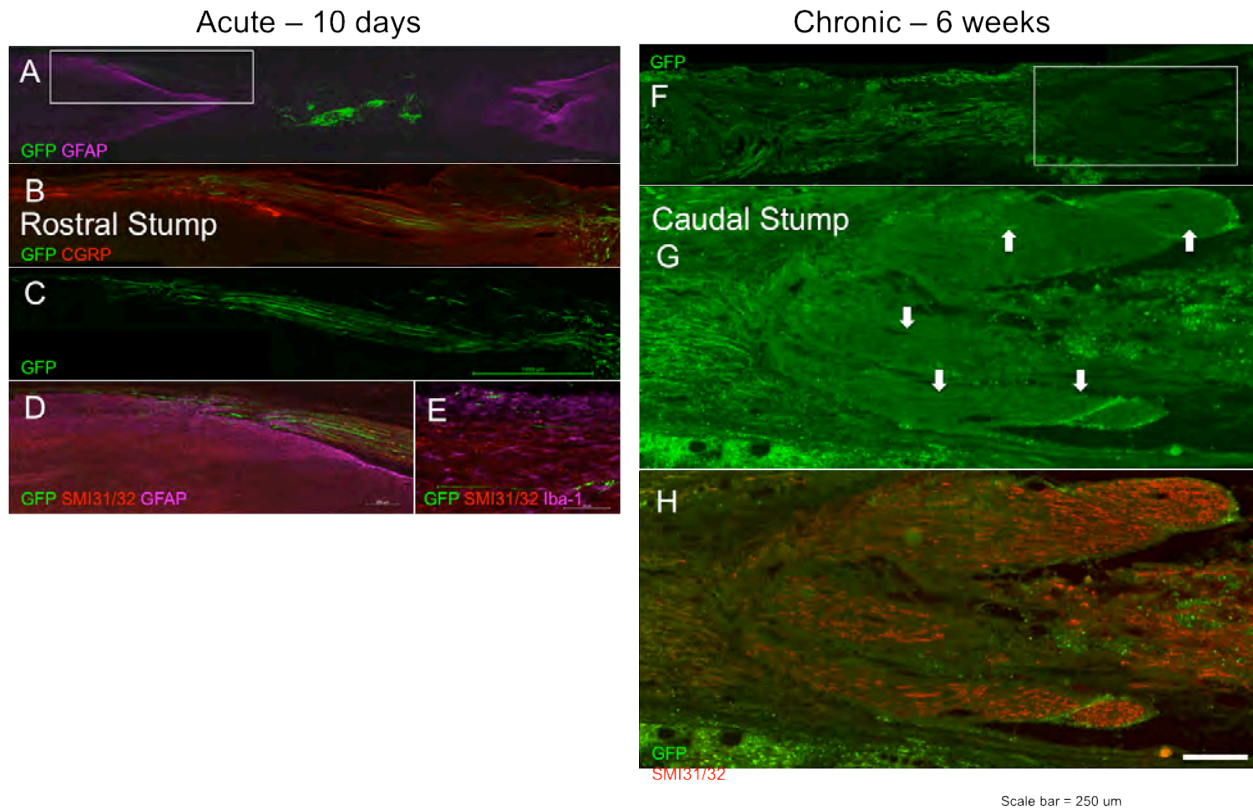 Acute – 10 days
A
GFP GFAP
B
Rostral Stump
GFP CGRP
C
GFP
D
GFP SMI31/32 GFAP
E
GFP SMI31/32 Iba-1
Chronic – 6 weeks
GFP
F
Caudal Stump
G
H
GFP
SMI31/32
Scale bar = 250 um